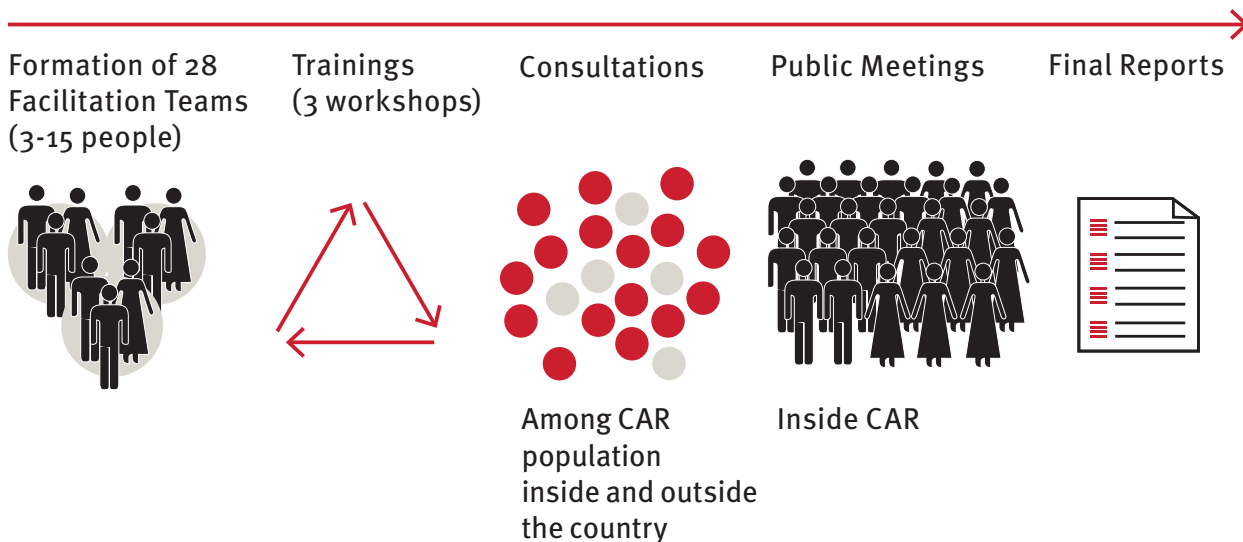 Formation of 28
Facilitation Teams
(3-15 people)
Trainings
(3 workshops)
Consultations
Public Meetings
Final Reports
Among CAR
population
inside and outside
the country
Inside CAR